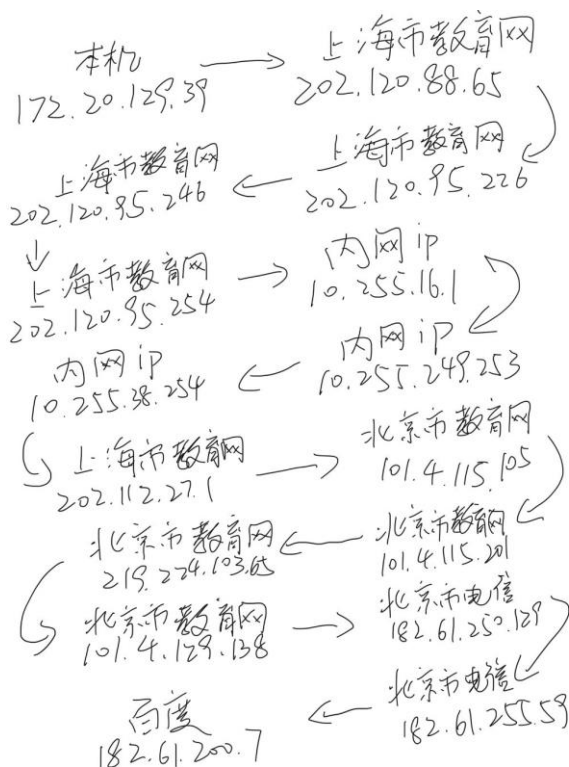 本机
172.20.129.39
上海市教育网
202.120.88.65
上海市教育网
202.120.95.226
上海市教育网
202.120.95.246
上海市教育网
202.120.95.254
内网ip
10.255.16.1
内网ip
10.255.249.253
内网ip
10.255.38.254
上海市教育网
202.112.27.1
北京市教育网
101.4.115.105
北京市教育网
101.4.115.201
北京市教育网
219.224.103.65
北京市教育网
101.4.129.138
北京市电信
182.61.250.129
北京市电信
182.61.255.59
百度
182.61.200.7